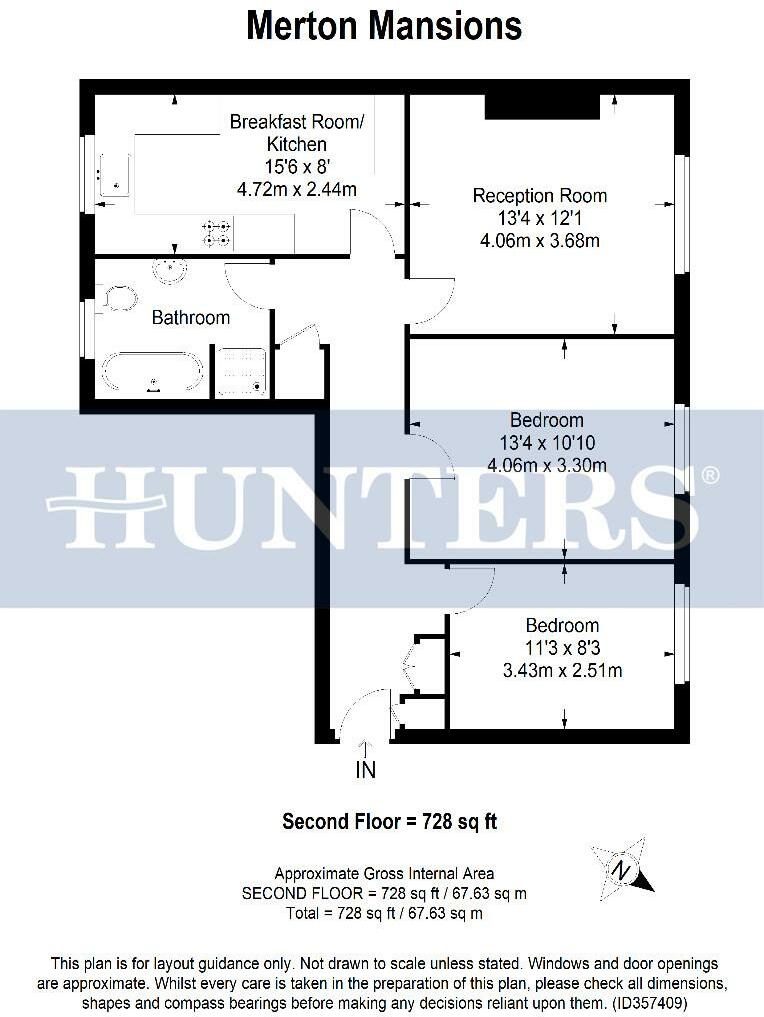 Merton Mansions
Breakfast Room/
Kitchen
15'6 x 8'
4.72m x 2.44m
Reception Room
13'4 x 12'1
4.06m x 3.68m
Bathroom
Bedroom
13'4 x 10'10
4.06m x 3.30m
HUNTERS®
Bedroom
11'3 x 8'3
3.43m x 2.51m
IN
Second Floor = 728 sq ft
Approximate Gross Internal Area
SECOND FLOOR = 728 sq ft / 67.63 sq m
Total = 728 sq ft / 67.63 sq m
N
This plan is for layout guidance only. Not drawn to scale unless stated. Windows and door openings
are approximate. Whilst every care is taken in the preparation of this plan, please check all dimensions,
shapes and compass bearings before making any decisions reliant upon them. (ID357409)